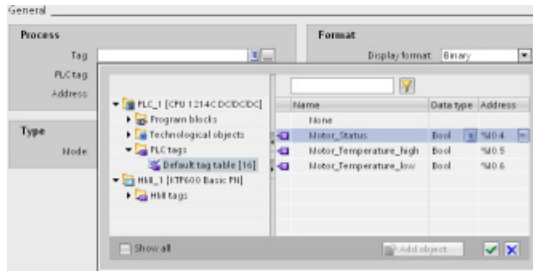 General
Process
Format
Tag:
Display format: Binary
PLC tag:
Address:
Type
Mode:
PLC_1 [CPU 1214C DC/DC/DC]
Program blocks
Technological objects
PLC tags
Default tag table [16]
HMI_1 [KTP600 Basic PN]
HMI tags
Name Data type Address
None
Motor_Status Bool %I0.4
Motor_Temperature_high Bool %I0.5
Motor_Temperature_low Bool %I0.6
Show all
Add object